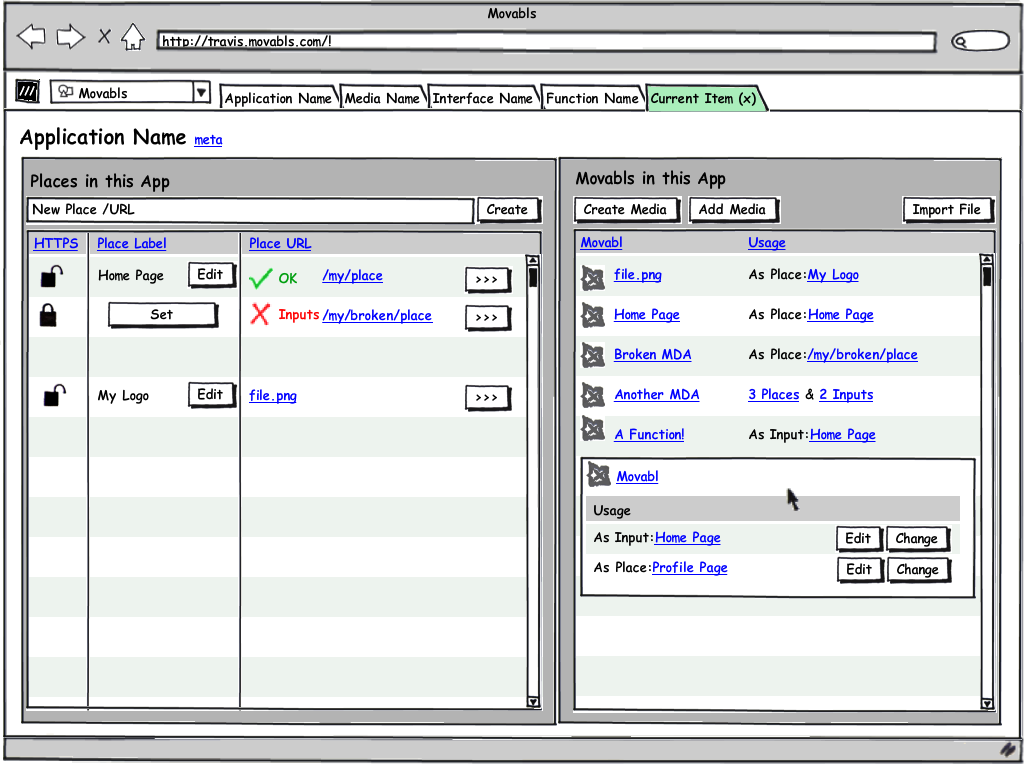 Movabls
X
http://travis.movabls.com/!
Movabls
Application Name
Media Name
Interface Name
Function Name
Current Item (x)
Application Name meta
Places in this App
New Place /URL
Create
HTTPS Place Label Place URL
Home Page Edit OK /my/place >>>
Set Inputs /my/broken/place >>>
My Logo Edit file.png >>>
Movabls in this App
Create Media Add Media Import File
Movabl Usage
file.png As Place:My Logo
Home Page As Place:Home Page
Broken MDA As Place:/my/broken/place
Another MDA 3 Places & 2 Inputs
A Function! As Input:Home Page
Movabl
Usage
As Input:Home Page Edit Change
As Place:Profile Page Edit Change